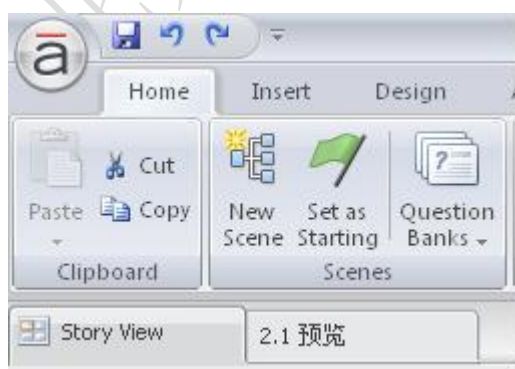 ā
Home Insert Design
Cut
Paste Copy
New Scene Set as Starting Question Banks
Clipboard Scenes
Story View 2.1 预览